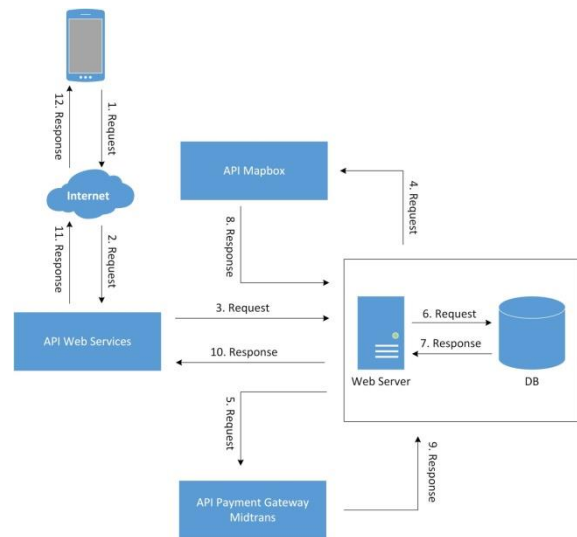 12. Response
1. Request
Internet
11. Response
2. Request
API Mapbox
4. Request
8. Response
3. Request
API Web Services
10. Response
6. Request
7. Response
Web Server
DB
5. Request
9. Response
API Payment Gateway
Midtrans